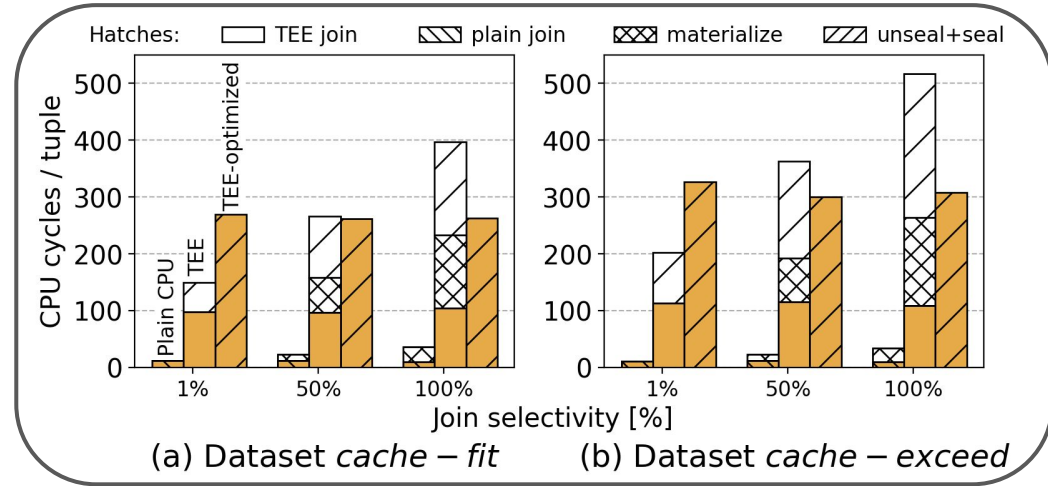 Hatches: TEE join plain join materialize unseal+seal
CPU cycles / tuple
500
400
300
200
100
0
Plain CPU
TEE
TEE-optimized
1% 50% 100%
500
400
300
200
100
0
1% 50% 100%
Join selectivity [%]
(a) Dataset cache − fit
(b) Dataset cache − exceed